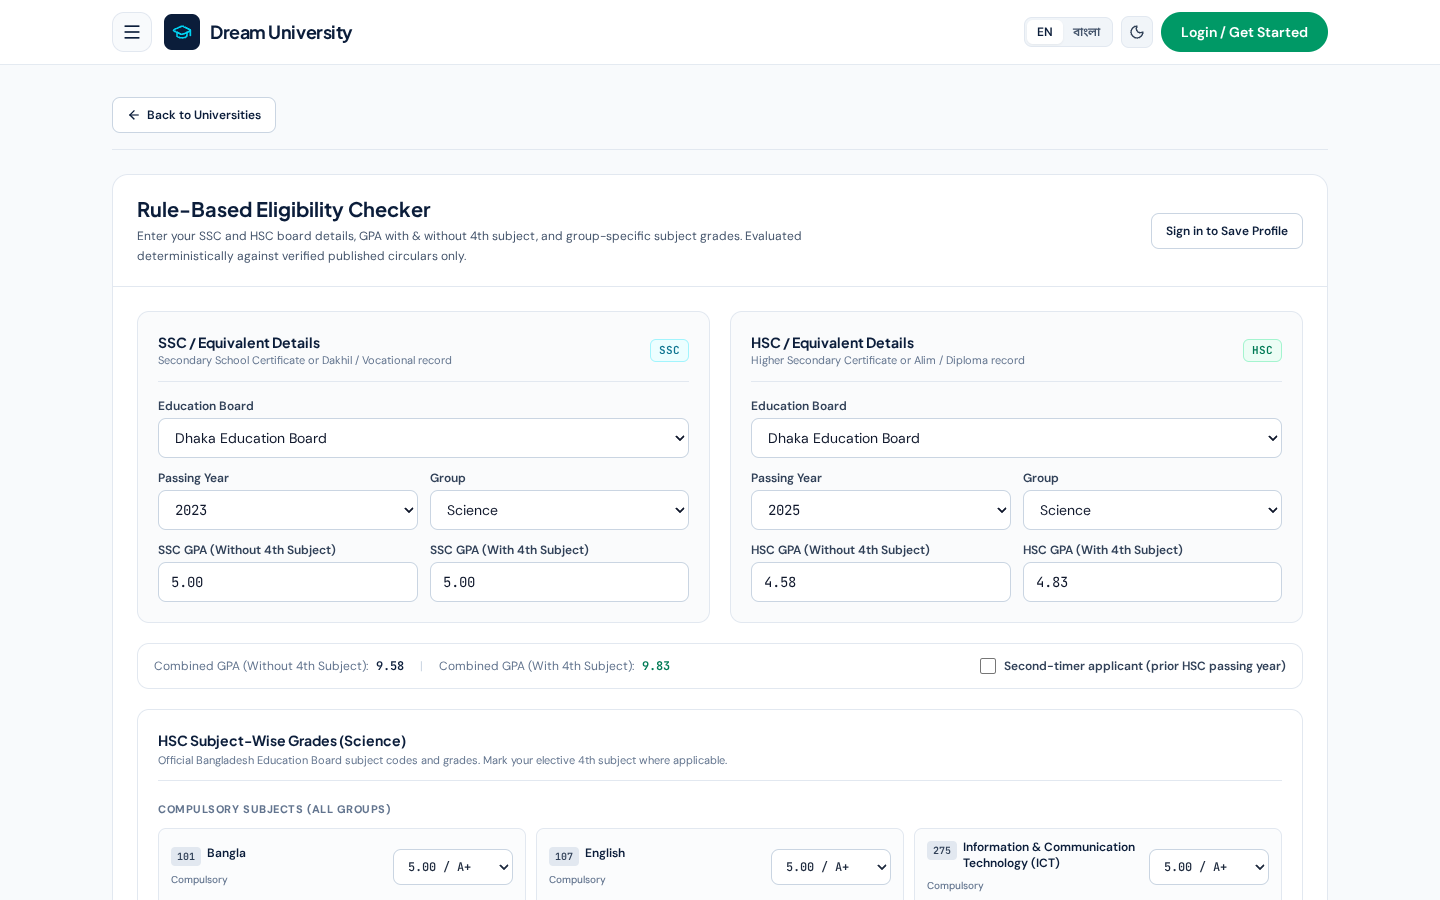 Dream University
EN বাংলা
Login / Get Started
Back to Universities
Rule-Based Eligibility Checker
Enter your SSC and HSC board details, GPA with & without 4th subject, and group-specific subject grades. Evaluated
deterministically against verified published circulars only.
Sign in to Save Profile
SSC / Equivalent Details
Secondary School Certificate or Dakhil / Vocational record
SSC
Education Board
Dhaka Education Board
Passing Year Group
2023 Science
SSC GPA (Without 4th Subject) SSC GPA (With 4th Subject)
5.00 5.00
HSC / Equivalent Details
Higher Secondary Certificate or Alim / Diploma record
HSC
Education Board
Dhaka Education Board
Passing Year Group
2025 Science
HSC GPA (Without 4th Subject) HSC GPA (With 4th Subject)
4.58 4.83
Combined GPA (Without 4th Subject): 9.58 | Combined GPA (With 4th Subject): 9.83
Second-timer applicant (prior HSC passing year)
HSC Subject-Wise Grades (Science)
Official Bangladesh Education Board subject codes and grades. Mark your elective 4th subject where applicable.
COMPULSORY SUBJECTS (ALL GROUPS)
101 Bangla
Compulsory
5.00 / A+
107 English
Compulsory
5.00 / A+
275 Information & Communication
Technology (ICT)
Compulsory
5.00 / A+